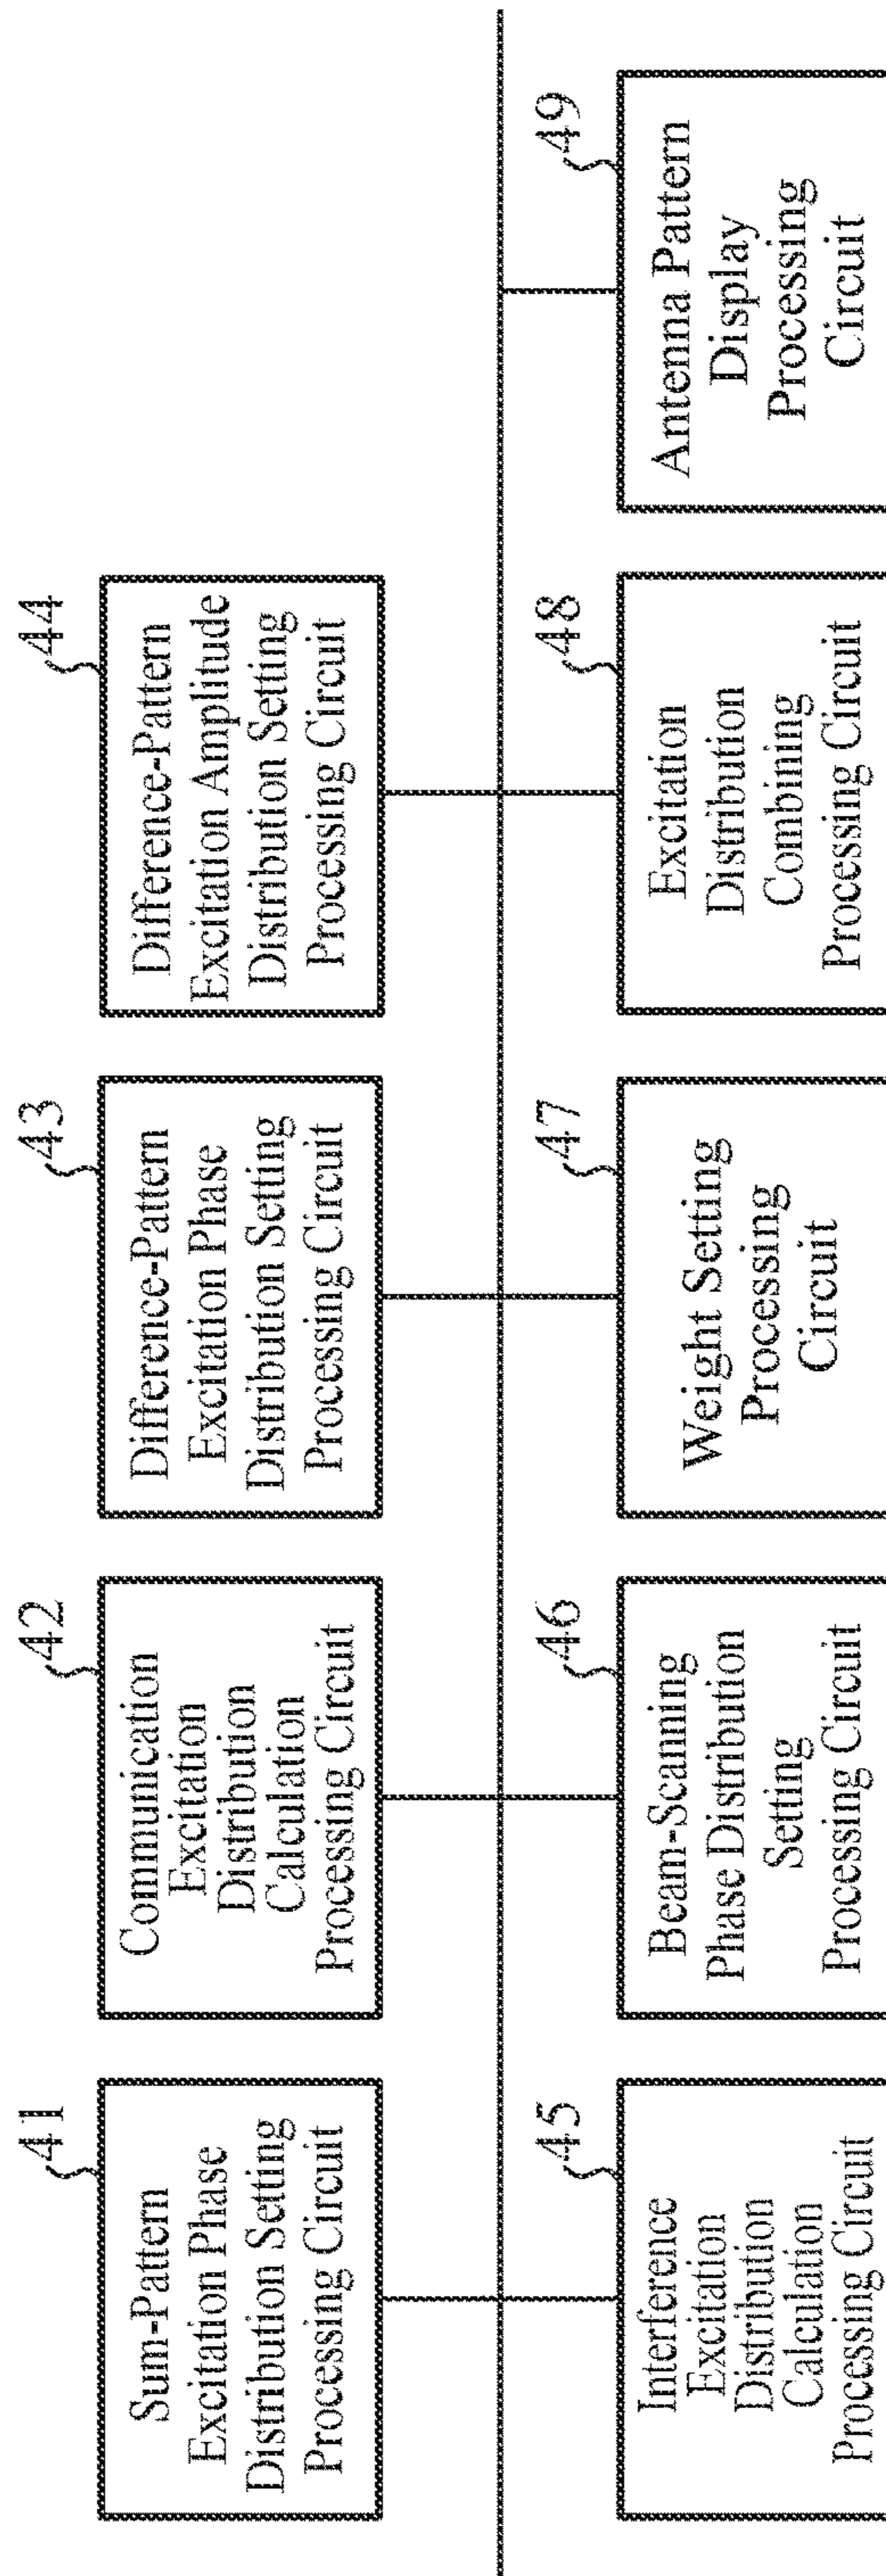 41
Sum-Pattern
Excitation Phase
Distribution Setting
Processing Circuit
42
Communication
Excitation
Distribution
Calculation
Processing Circuit
43
Difference-Pattern
Excitation Phase
Distribution Setting
Processing Circuit
44
Difference-Pattern
Excitation Amplitude
Distribution Setting
Processing Circuit
45
Interference
Excitation
Distribution
Calculation
Processing Circuit
46
Beam-Scanning
Phase Distribution
Setting
Processing Circuit
47
Weight Setting
Processing
Circuit
48
Excitation
Distribution
Combining
Processing Circuit
49
Antenna Pattern
Display
Processing
Circuit